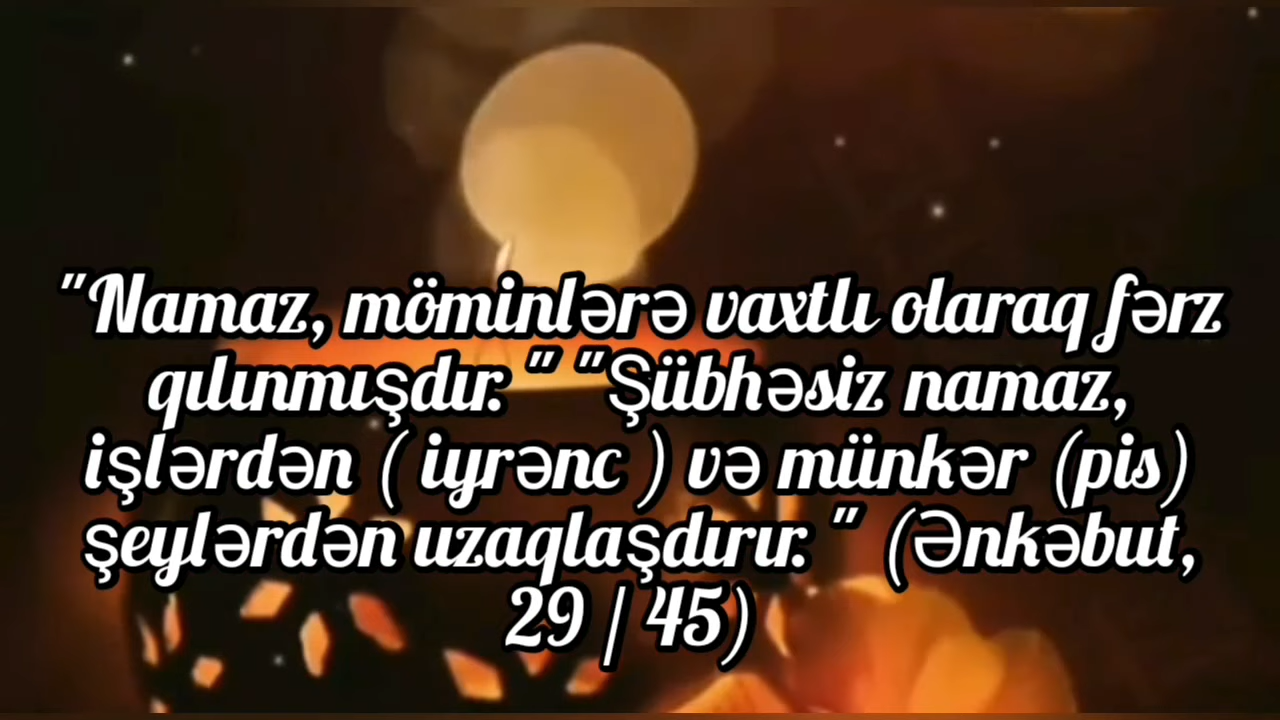 "Namaz, möminlərə vaxtlı olaraq fərz
qılınmışdır. " "Şübhəsiz namaz,
işlərdən ( iyrənc ) və münkər (pis)
şeylərdən uzaqlaşdırır. " (Ənkəbut,
29 / 45)